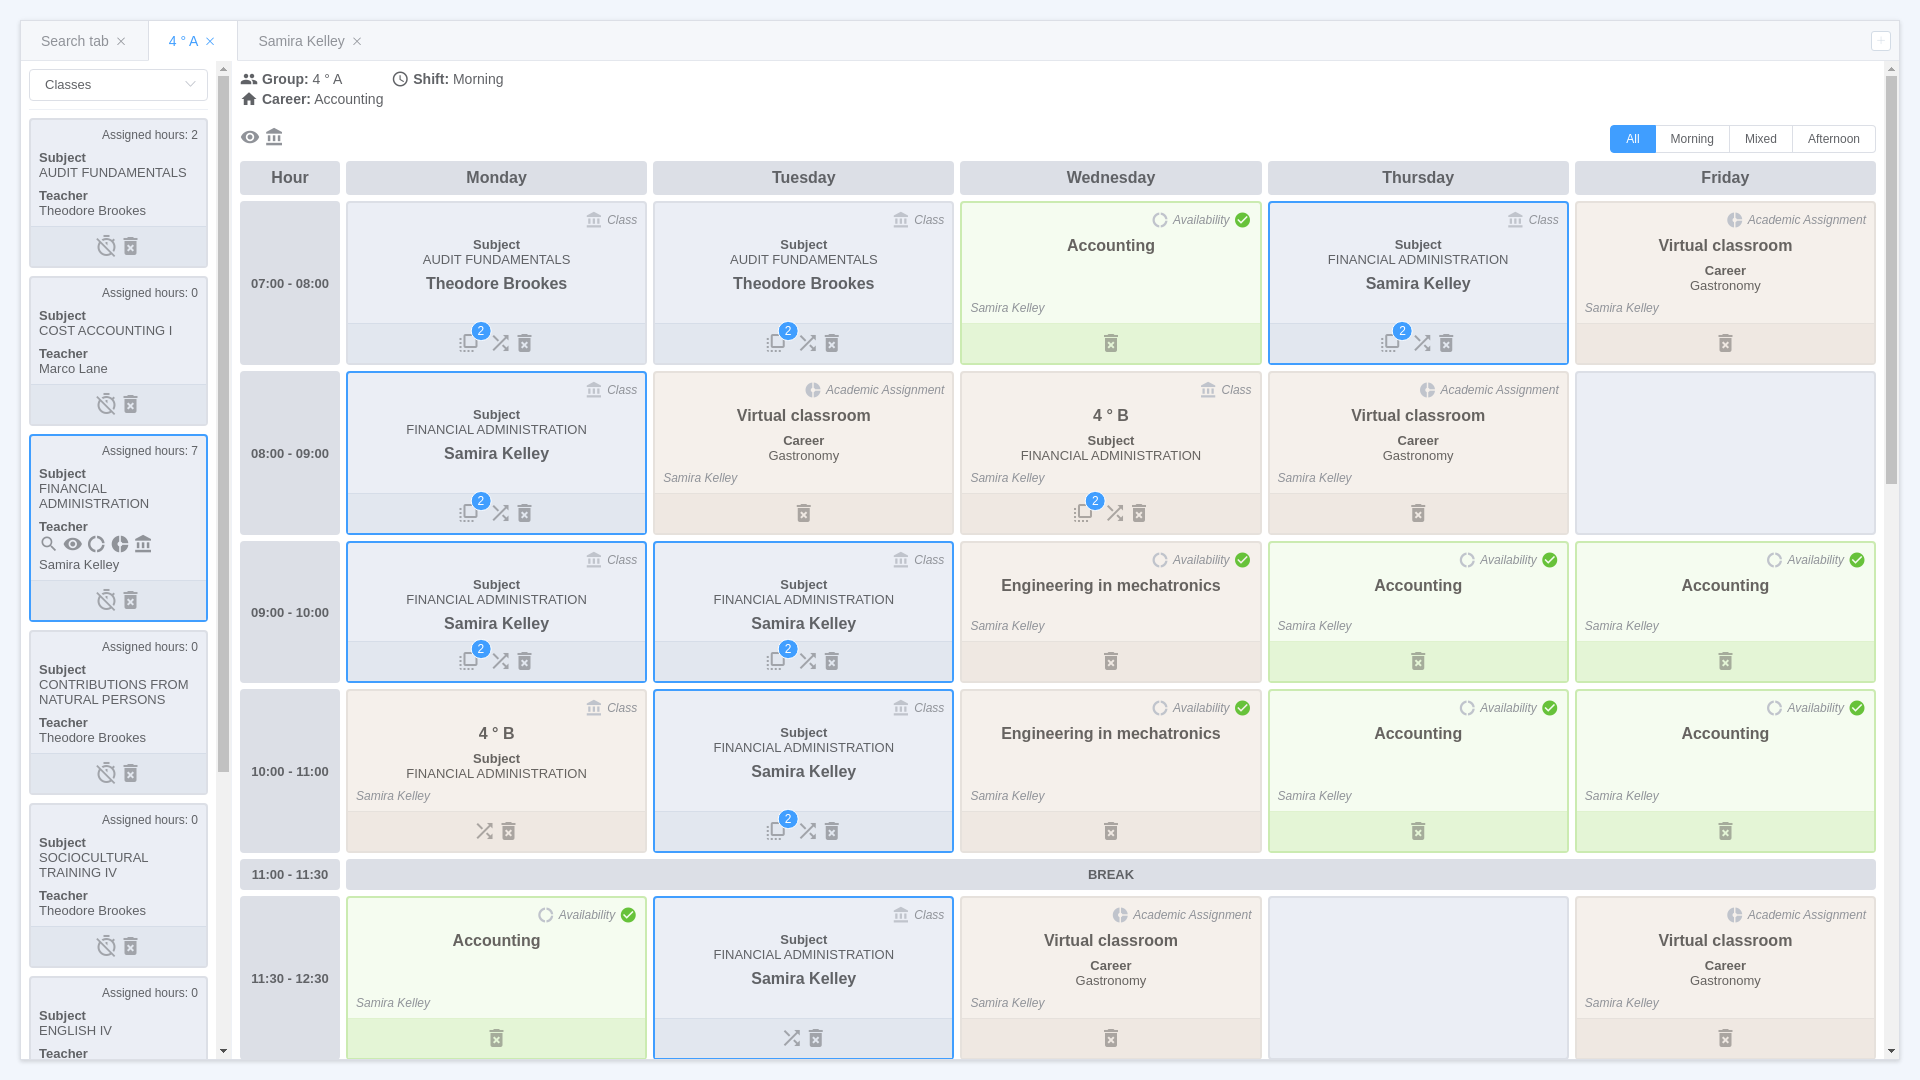 Search tab
4 ° A
Samira Kelley
Classes
Assigned hours: 2
Subject
AUDIT FUNDAMENTALS
Teacher
Theodore Brookes
Assigned hours: 0
Subject
COST ACCOUNTING I
Teacher
Marco Lane
Assigned hours: 7
Subject
FINANCIAL
ADMINISTRATION
Teacher
Samira Kelley
Assigned hours: 0
Subject
CONTRIBUTIONS FROM
NATURAL PERSONS
Teacher
Theodore Brookes
Assigned hours: 0
Subject
SOCIOCULTURAL
TRAINING IV
Teacher
Theodore Brookes
Assigned hours: 0
Subject
ENGLISH IV
Teacher
Group: 4 ° A
Shift: Morning
Career: Accounting
All
Morning
Mixed
Afternoon
Hour
Monday
Tuesday
Wednesday
Thursday
Friday
07:00 - 08:00
Class
Subject
AUDIT FUNDAMENTALS
Theodore Brookes
2
Class
Subject
AUDIT FUNDAMENTALS
Theodore Brookes
2
Availability
Accounting
Samira Kelley
Class
Subject
FINANCIAL ADMINISTRATION
Samira Kelley
2
Academic Assignment
Virtual classroom
Career
Gastronomy
Samira Kelley
08:00 - 09:00
Class
Subject
FINANCIAL ADMINISTRATION
Samira Kelley
2
Academic Assignment
Virtual classroom
Career
Gastronomy
Samira Kelley
Class
4 ° B
Subject
FINANCIAL ADMINISTRATION
Samira Kelley
2
Academic Assignment
Virtual classroom
Career
Gastronomy
Samira Kelley
09:00 - 10:00
Class
Subject
FINANCIAL ADMINISTRATION
Samira Kelley
2
Class
Subject
FINANCIAL ADMINISTRATION
Samira Kelley
2
Availability
Engineering in mechatronics
Samira Kelley
Availability
Accounting
Samira Kelley
Availability
Accounting
Samira Kelley
10:00 - 11:00
Class
4 ° B
Subject
FINANCIAL ADMINISTRATION
Samira Kelley
Class
Subject
FINANCIAL ADMINISTRATION
Samira Kelley
2
Availability
Engineering in mechatronics
Samira Kelley
Availability
Accounting
Samira Kelley
Availability
Accounting
Samira Kelley
11:00 - 11:30
BREAK
11:30 - 12:30
Availability
Accounting
Samira Kelley
Class
Subject
FINANCIAL ADMINISTRATION
Samira Kelley
Academic Assignment
Virtual classroom
Career
Gastronomy
Samira Kelley
Academic Assignment
Virtual classroom
Career
Gastronomy
Samira Kelley